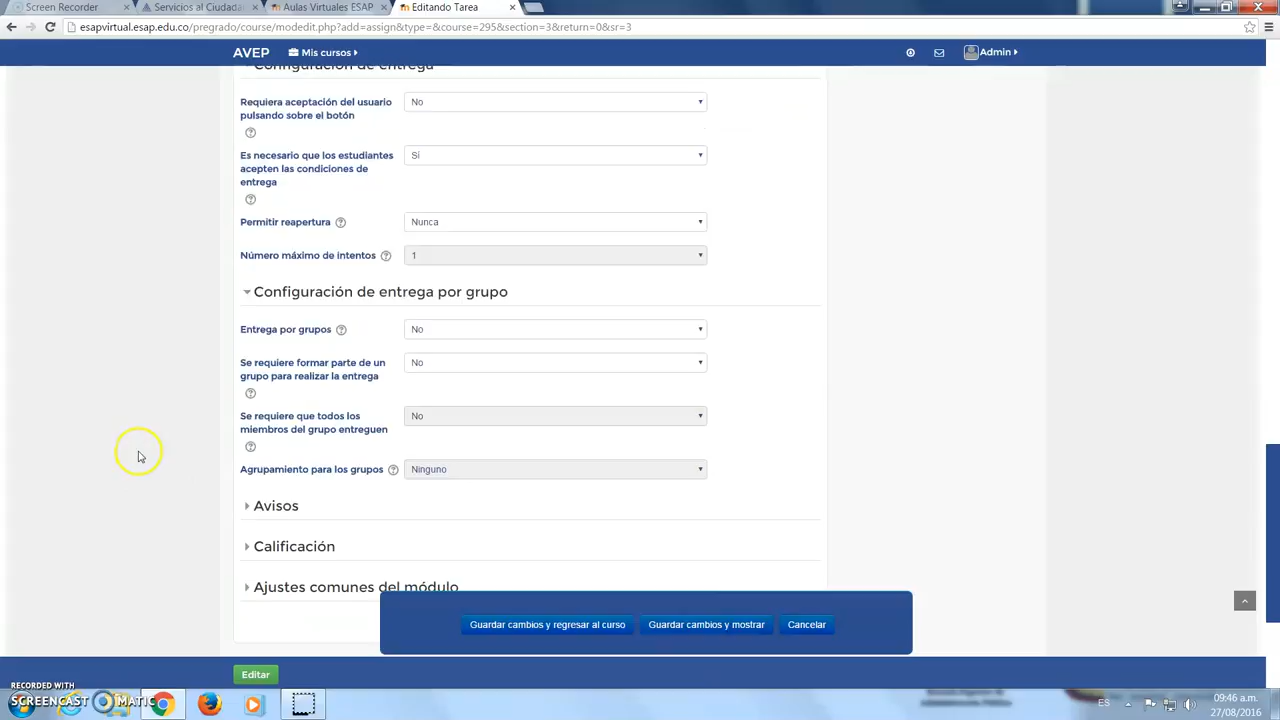 Screen Recorder
Servicios al Ciudadan
Aulas Virtuales ESAP
Editando Tarea
esapvirtual.esap.edu.co/pregrado/course/modedit.php?add=assign&type=&course=295&section=3&return=0&sr=3
AVEP
Mis cursos
Admin
Configuración de entrega
Requiera aceptación del usuario
pulsando sobre el botón
No
Es necesario que los estudiantes
acepten las condiciones de
entrega
Sí
Permitir reapertura
Nunca
Número máximo de intentos
1
Configuración de entrega por grupo
Entrega por grupos
No
Se requiere formar parte de un
grupo para realizar la entrega
No
Se requiere que todos los
miembros del grupo entreguen
No
Agrupamiento para los grupos
Ninguno
Avisos
Calificación
Ajustes comunes del módulo
Guardar cambios y regresar al curso
Guardar cambios y mostrar
Cancelar
Editar
RECORDED WITH
SCREENCAST MATIC
ES
09:46 a.m.
27/08/2016